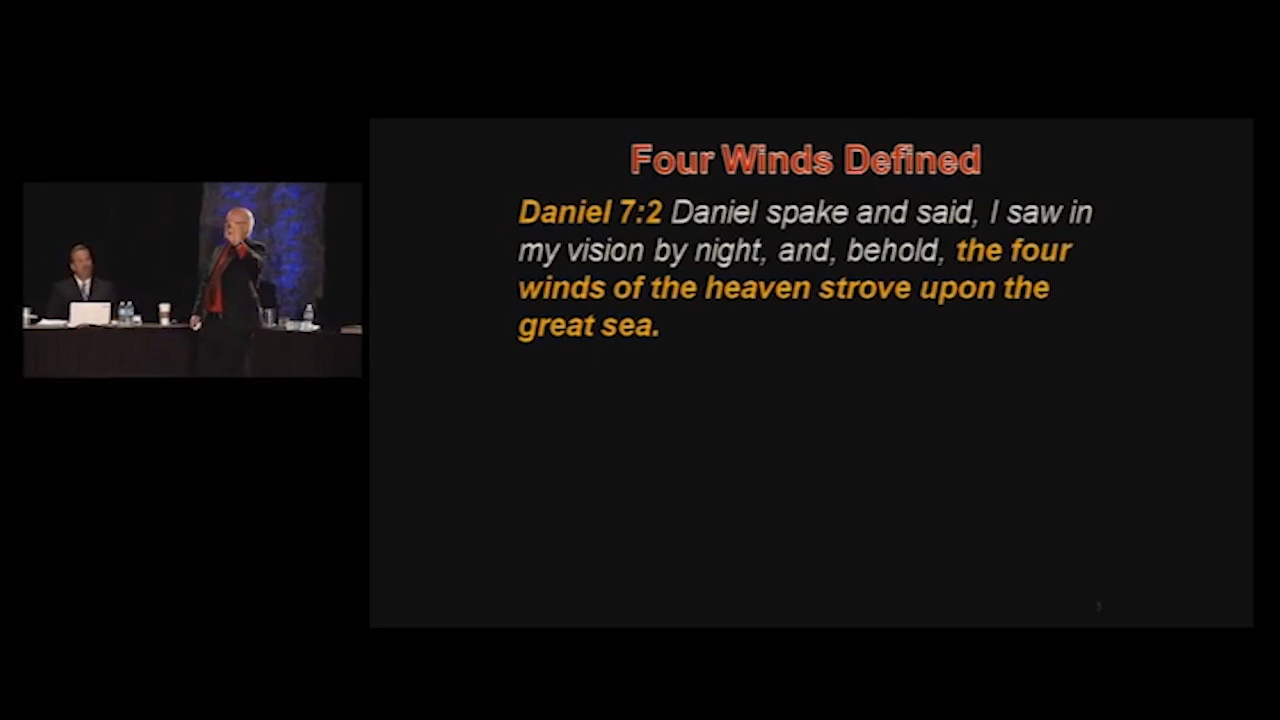 Four Winds Defined
Daniel 7:2 Daniel spake and said, I saw in
my vision by night, and, behold, the four
winds of the heaven strove upon the
great sea.
5